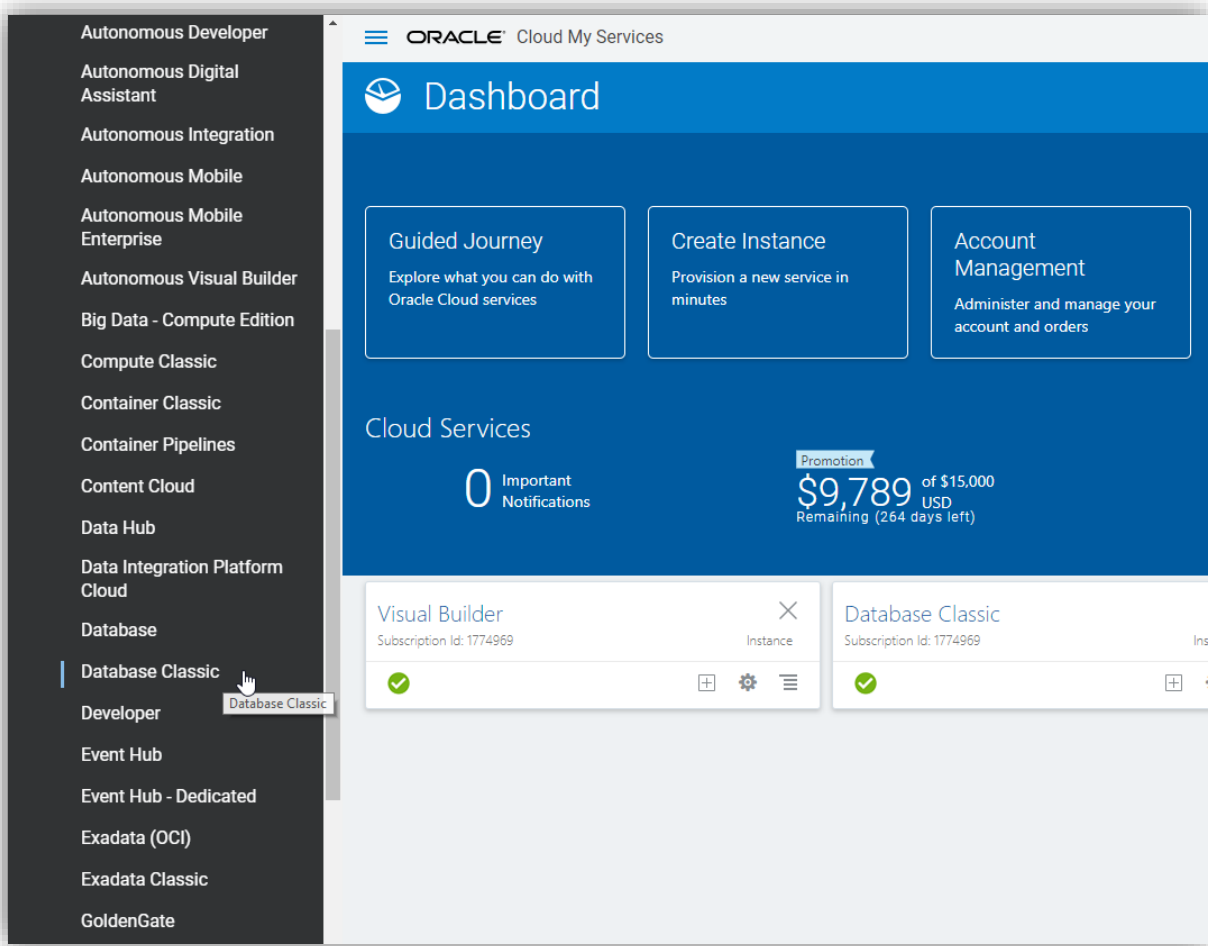 Autonomous Developer
Autonomous Digital
Assistant
Autonomous Integration
Autonomous Mobile
Autonomous Mobile
Enterprise
Autonomous Visual Builder
Big Data - Compute Edition
Compute Classic
Container Classic
Container Pipelines
Content Cloud
Data Hub
Data Integration Platform
Cloud
Database
Database Classic
Database Classic
Developer
Event Hub
Event Hub - Dedicated
Exadata (OCI)
Exadata Classic
GoldenGate
ORACLE® Cloud My Services
Dashboard
Guided Journey
Explore what you can do with
Oracle Cloud services
Create Instance
Provision a new service in
minutes
Account
Management
Administer and manage your
account and orders
Cloud Services
0 Important
Notifications
Promotion
$9,789 of $15,000
USD
Remaining (264 days left)
Visual Builder
Subscription Id: 1774969
Instance
Database Classic
Subscription Id: 1774969